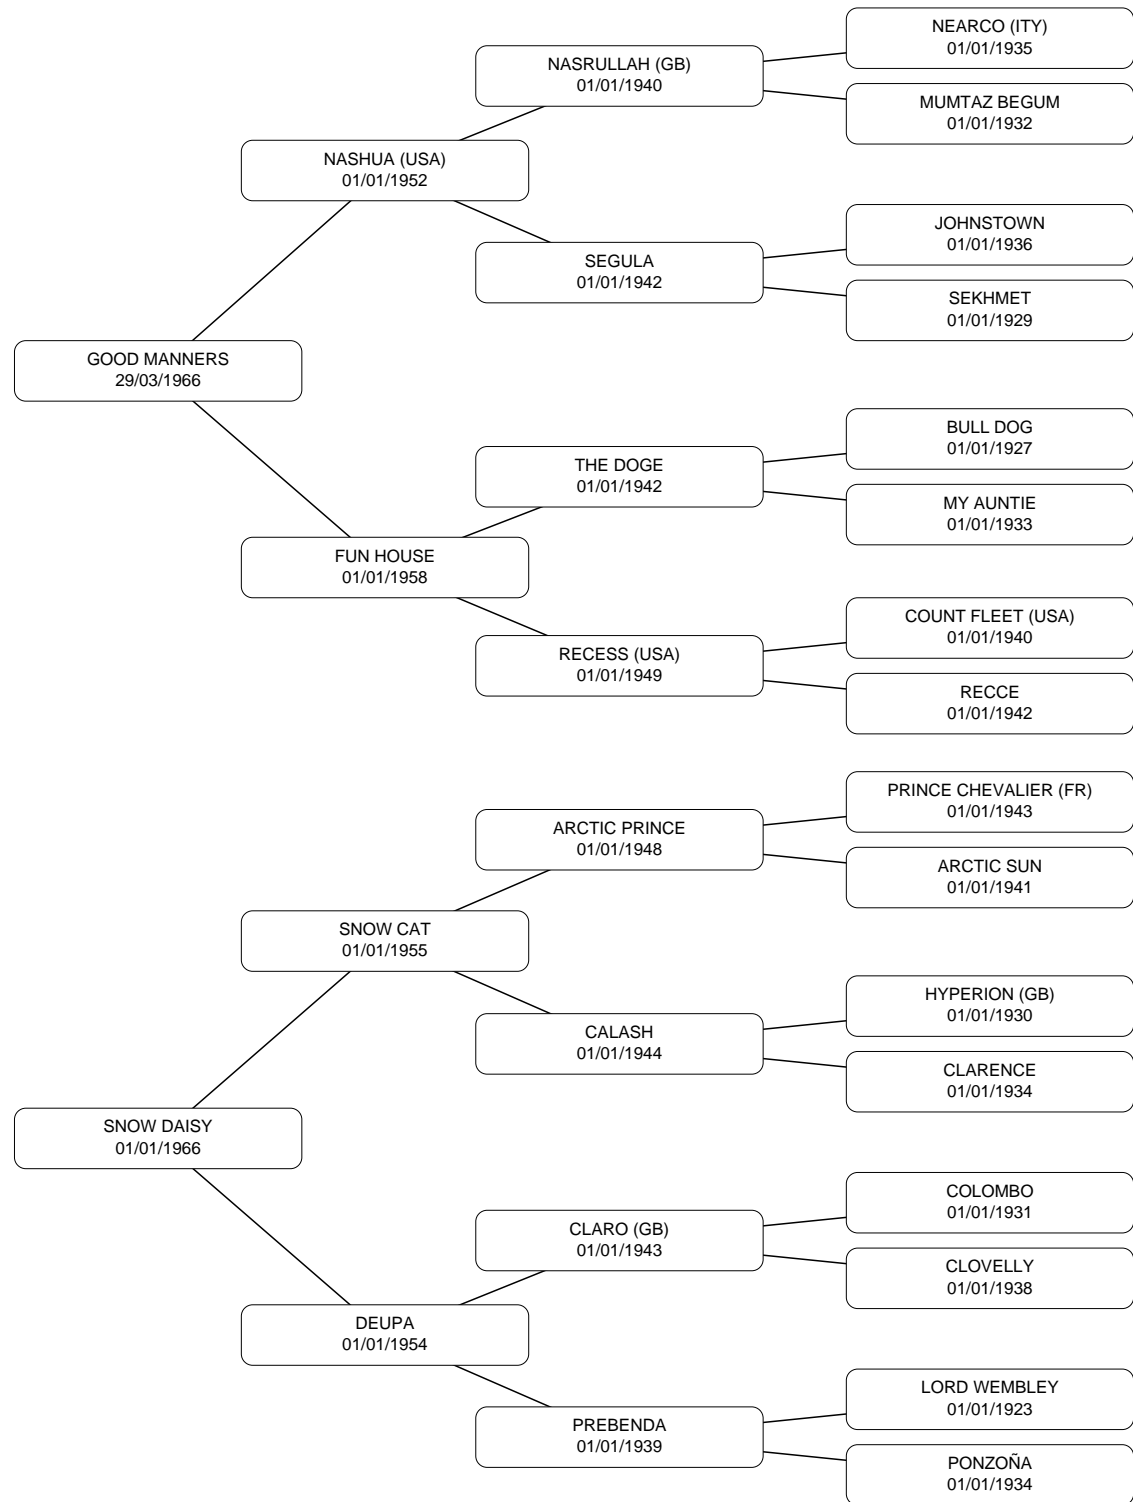 NEARCO (ITY)
01/01/1935
NASRULLAH (GB)
01/01/1940
MUMTAZ BEGUM
01/01/1932
NASHUA (USA)
01/01/1952
JOHNSTOWN
01/01/1936
SEGULA
01/01/1942
SEKHMET
01/01/1929
GOOD MANNERS
29/03/1966
BULL DOG
01/01/1927
THE DOGE
01/01/1942
MY AUNTIE
01/01/1933
FUN HOUSE
01/01/1958
COUNT FLEET (USA)
01/01/1940
RECESS (USA)
01/01/1949
RECCE
01/01/1942
PRINCE CHEVALIER (FR)
01/01/1943
ARCTIC PRINCE
01/01/1948
ARCTIC SUN
01/01/1941
SNOW CAT
01/01/1955
HYPERION (GB)
01/01/1930
CALASH
01/01/1944
CLARENCE
01/01/1934
SNOW DAISY
01/01/1966
COLOMBO
01/01/1931
CLARO (GB)
01/01/1943
CLOVELLY
01/01/1938
DEUPA
01/01/1954
LORD WEMBLEY
01/01/1923
PREBENDA
01/01/1939
PONZOÑA
01/01/1934